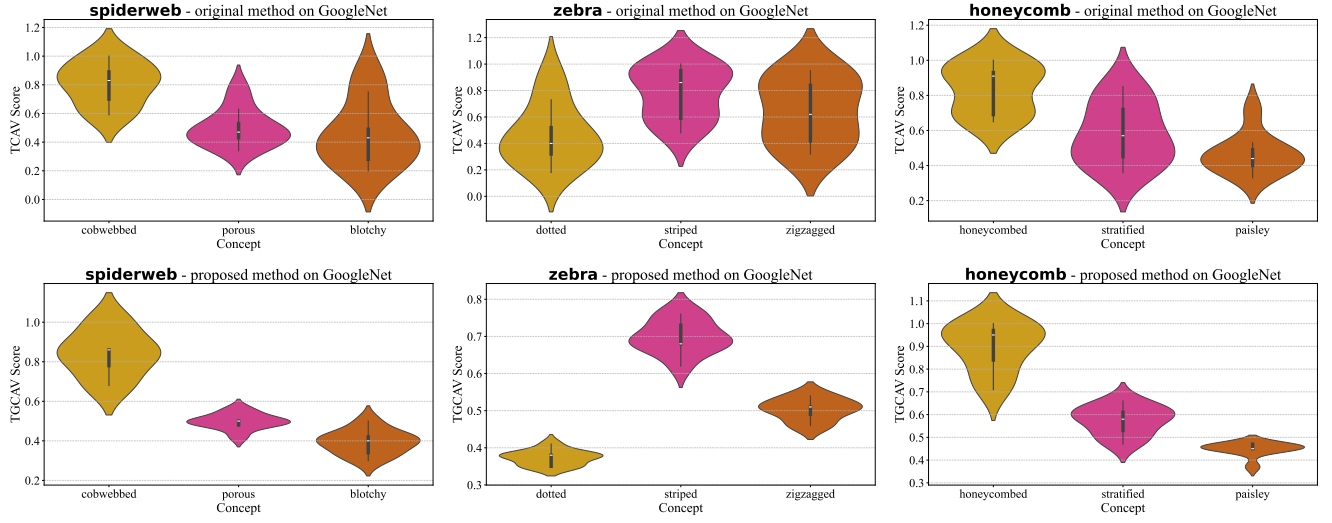 spiderweb - original method on GoogleNet
TCAV Score
1.2
1.0
0.8
0.6
0.4
0.2
0.0
cobwebbed porous blotchy
Concept
zebra - original method on GoogleNet
TCAV Score
1.2
1.0
0.8
0.6
0.4
0.2
0.0
dotted striped zigzagged
Concept
honeycomb - original method on GoogleNet
TCAV Score
1.2
1.0
0.8
0.6
0.4
0.2
honeycombed stratified paisley
Concept
spiderweb - proposed method on GoogleNet
TGCAV Score
1.0
0.8
0.6
0.4
0.2
cobwebbed porous blotchy
Concept
zebra - proposed method on GoogleNet
TGCAV Score
0.8
0.7
0.6
0.5
0.4
0.3
dotted striped zigzagged
Concept
honeycomb - proposed method on GoogleNet
TGCAV Score
1.1
1.0
0.9
0.8
0.7
0.6
0.5
0.4
0.3
honeycombed stratified paisley
Concept